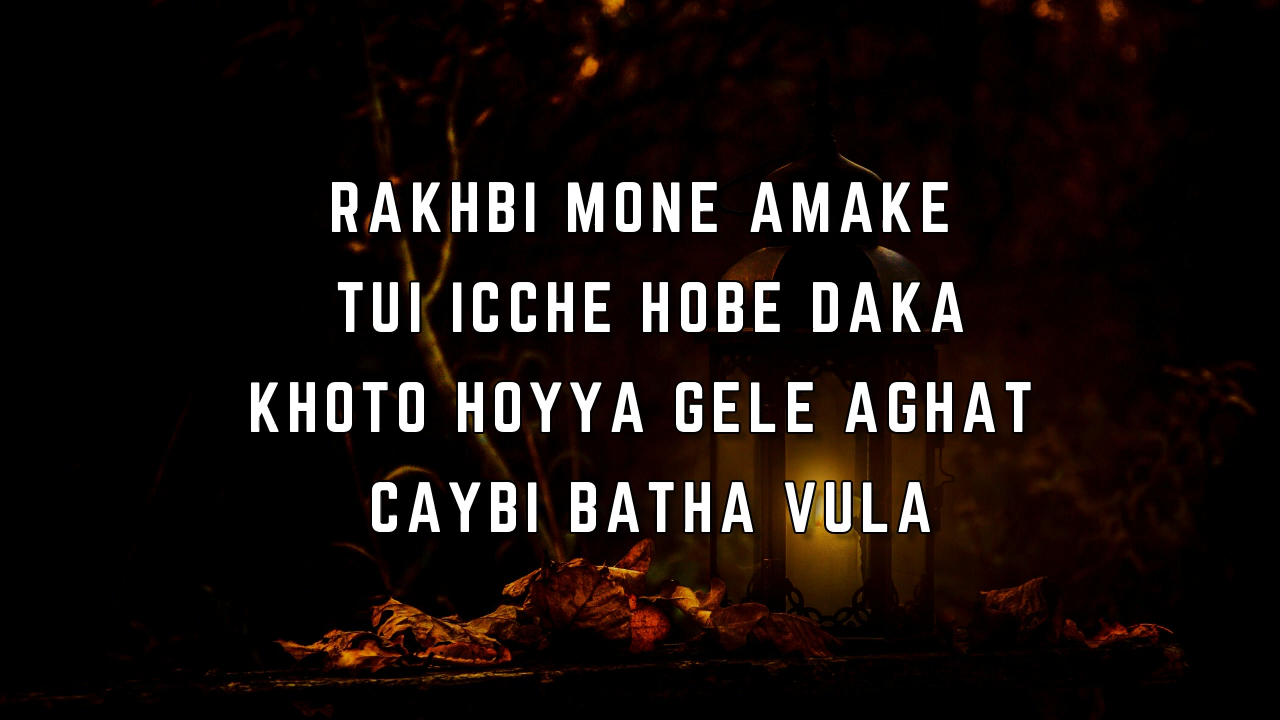 RAKHBI MONE AMAKE
TUI ICCHE HOBE DAKA
KHOTO HOYYA GELE AGHAT
CAYBI BATHA VULA